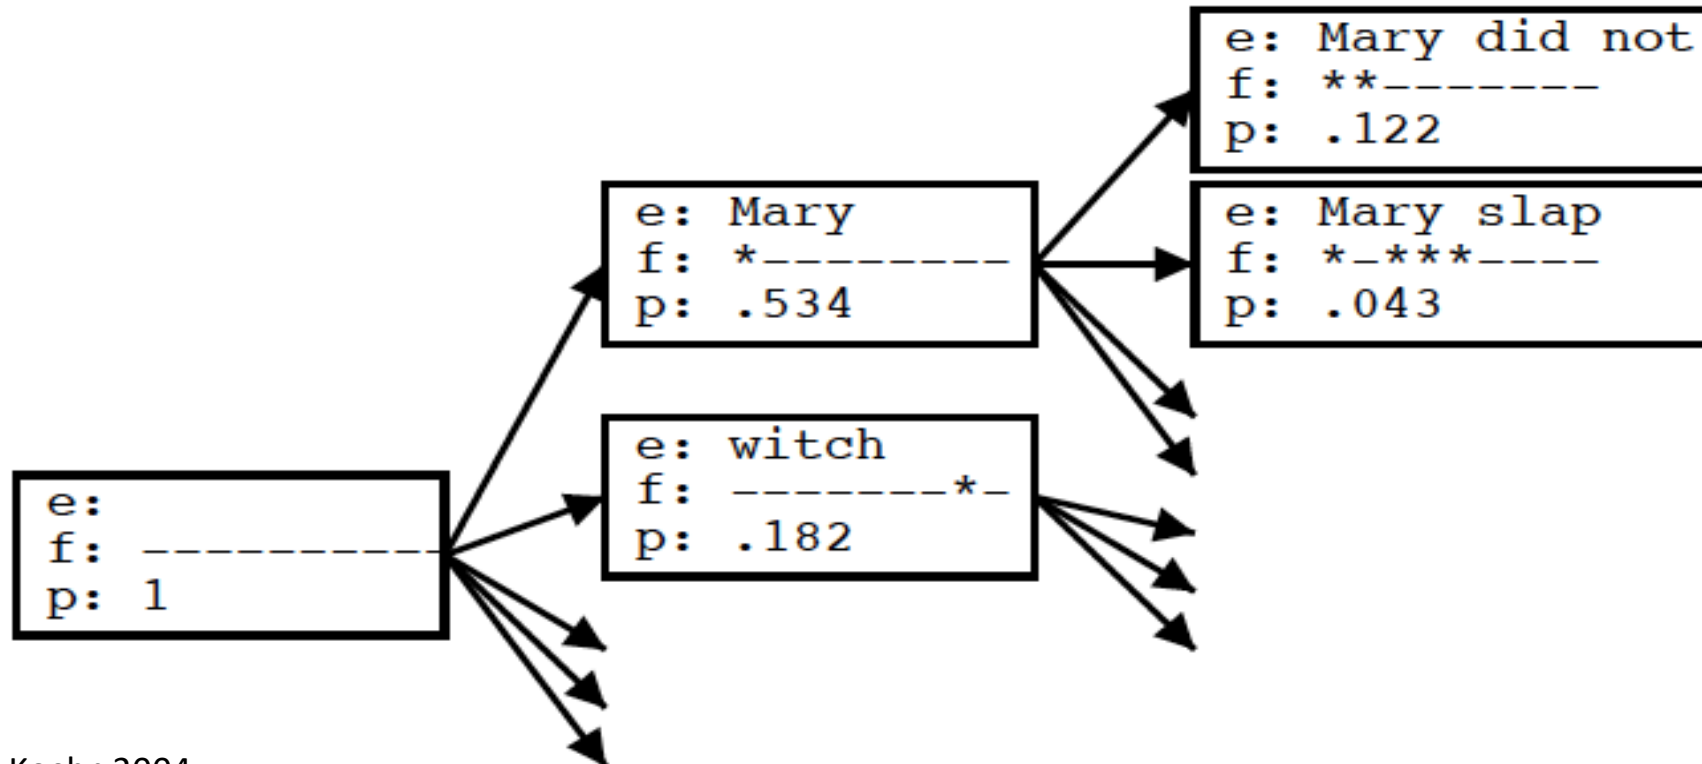 e: Mary did not
f: **-------
p: .122
e: Mary
f: *--------
p: .534
e: Mary slap
f: *-***----
p: .043
e: witch
f: -------*-
p: .182
e:
f: ----------
p: 1